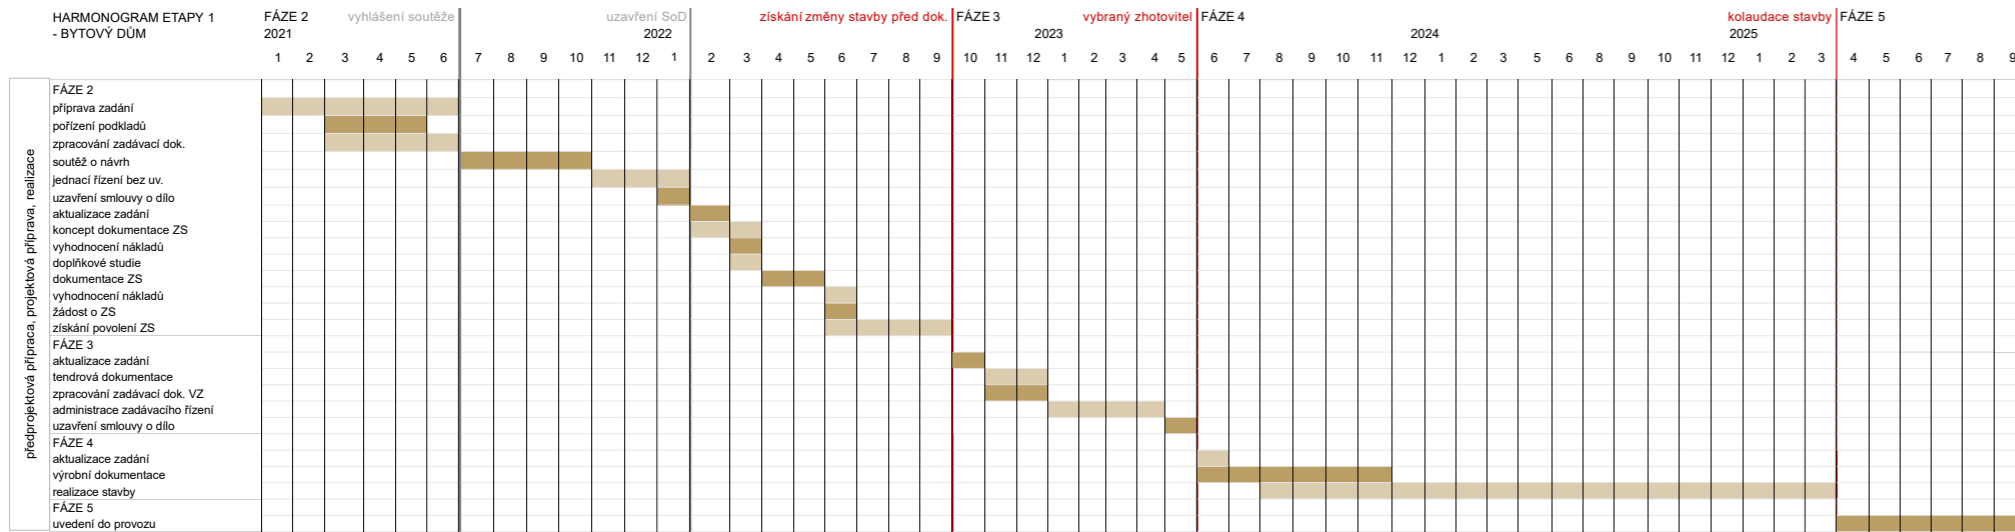 HARMONOGRAM ETAPY 1
- BYTOVÝ DŮM
FÁZE 2 vyhlášení soutěže uzavření SoD získání změny stavby před dok. FÁZE 3 vybraný zhotovitel FÁZE 4 kolaudace stavby FÁZE 5
2021 2022 2023 2024 2025
1 2 3 4 5 6 7 8 9 10 11 12 1 2 3 4 5 6 7 8 9 10 11 12 1 2 3 4 5 6 7 8 9 10 11 12 1 2 3 4 5 6 7 8 9 10 11 12 1 2 3 4 5 6 7 8 9
předprojektová přípraca, projektová příprava, realizace
FÁZE 2
příprava zadání
pořízení podkladů
zpracování zadávací dok.
soutěž o návrh
jednací řízení bez uv.
uzavření smlouvy o dílo
aktualizace zadání
koncept dokumentace ZS
vyhodnocení nákladů
doplňkové studie
dokumentace ZS
vyhodnocení nákladů
žádost o ZS
získání povolení ZS
FÁZE 3
aktualizace zadání
tendrová dokumentace
zpracování zadávací dok. VZ
administrace zadávacího řízení
uzavření smlouvy o dílo
FÁZE 4
aktualizace zadání
výrobní dokumentace
realizace stavby
FÁZE 5
uvedení do provozu